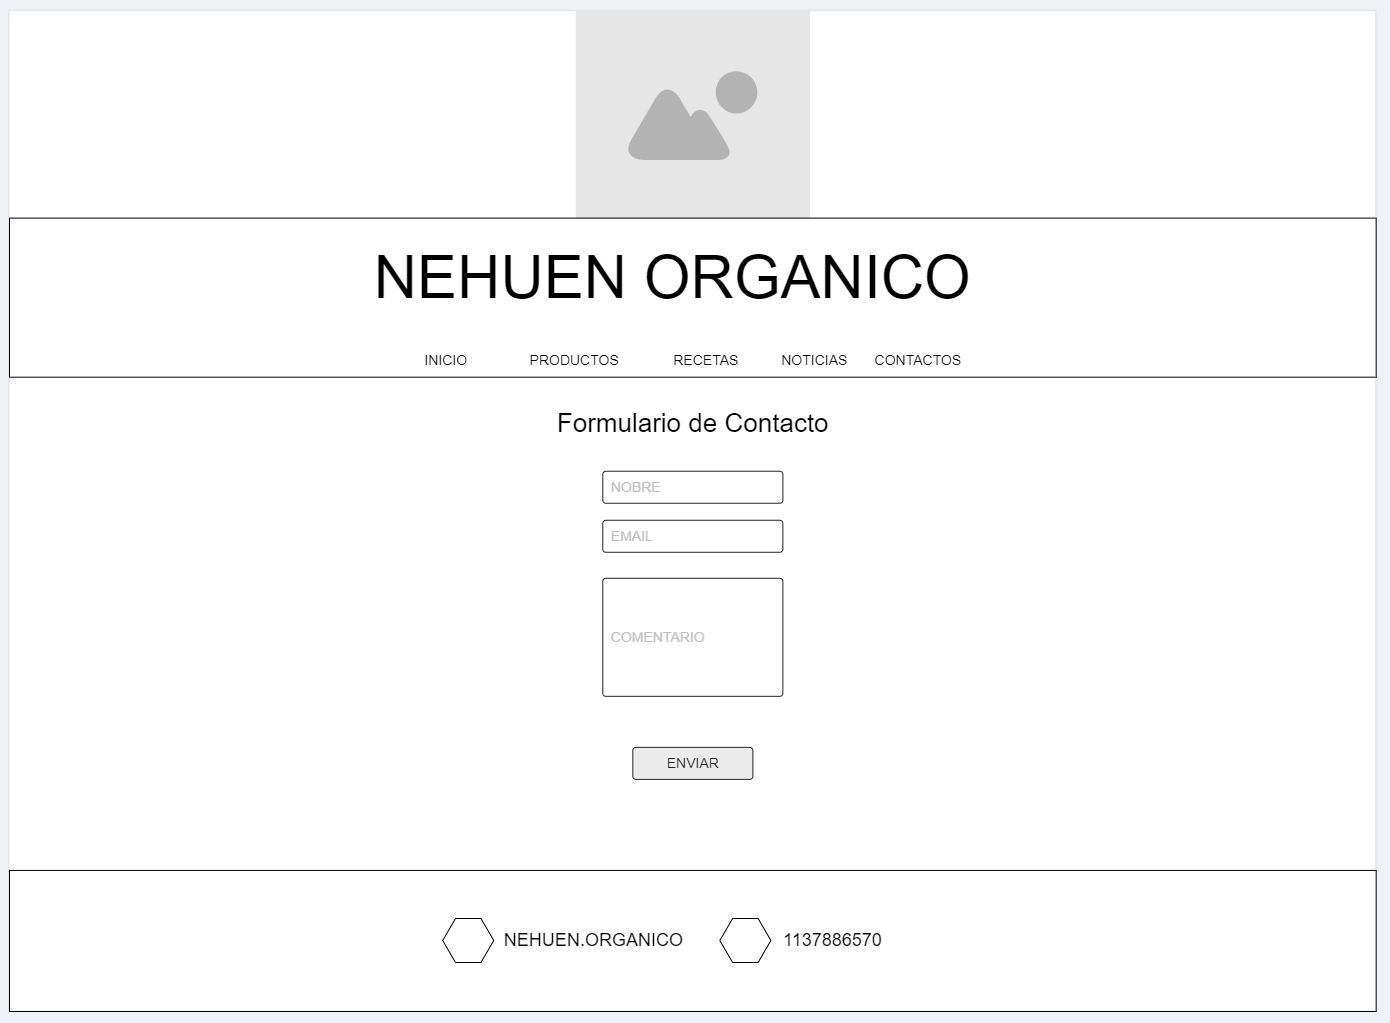 NEHUEN ORGANICO
INICIO PRODUCTOS RECETAS NOTICIAS CONTACTOS
Formulario de Contacto
NOBRE
EMAIL
COMENTARIO
ENVIAR
NEHUEN.ORGANICO 1137886570